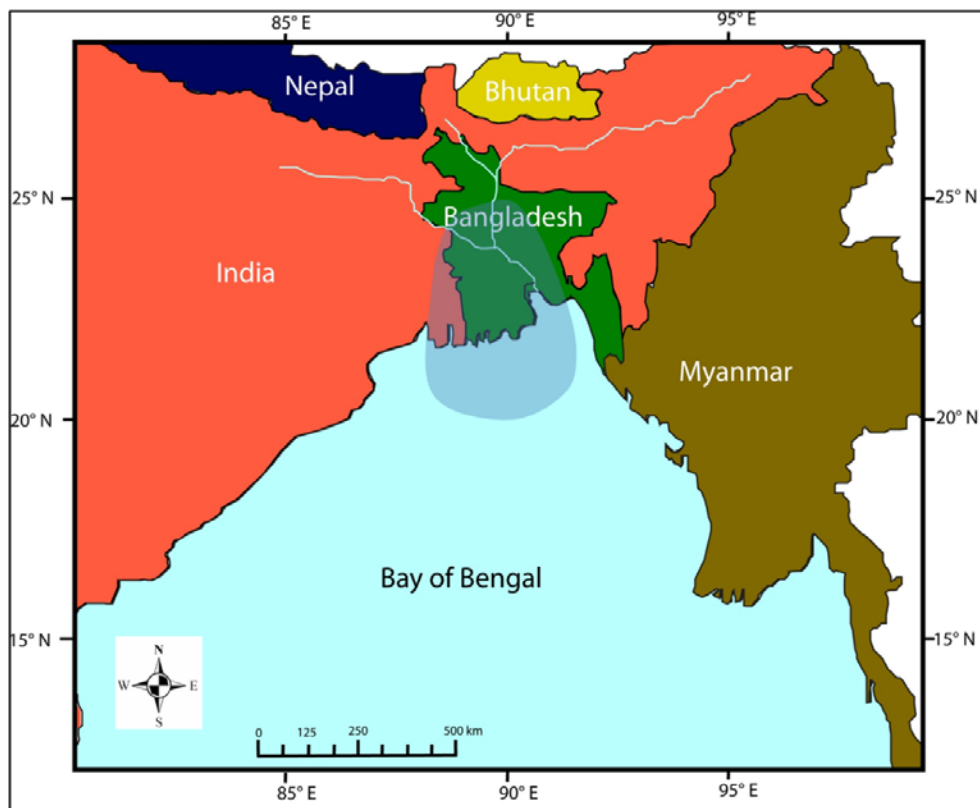 85° E 90° E 95° E
Nepal
Bhutan
25° N 25° N
Bangladesh
India
Myanmar
20° N 20° N
Bay of Bengal
15° N 15° N
N
W E
S
0 125 250 500 km
85° E 90° E 95° E